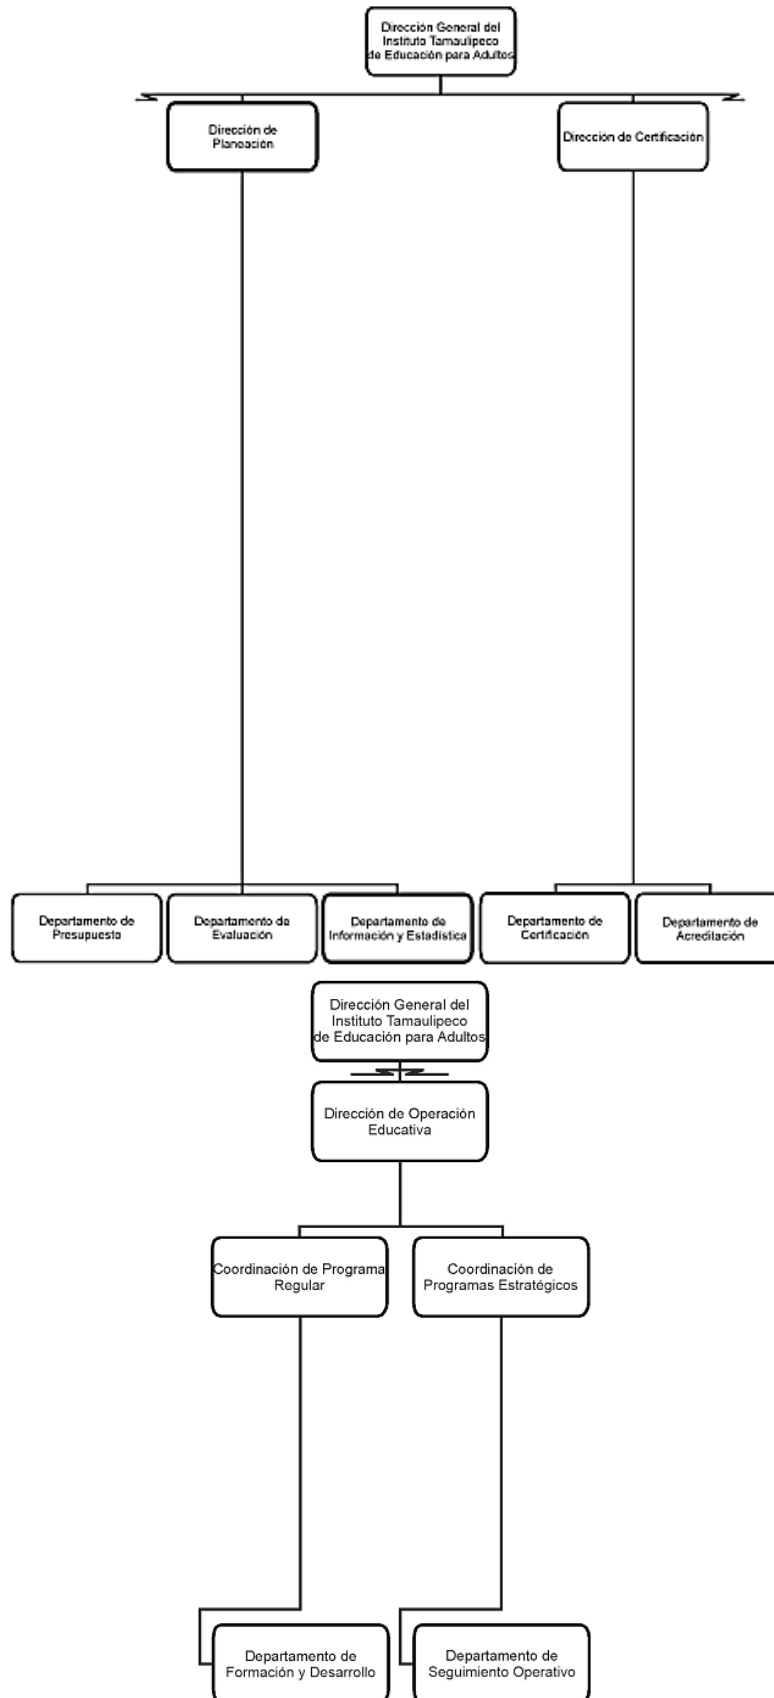 Dirección General del
Instituto Tamaulipeco
de Educación para Adultos
Dirección de
Planeación
Dirección de Certificación
Departamento de
Presupuesto
Departamento de
Evaluación
Departamento de
Información y Estadística
Departamento de
Certificación
Departamento de
Acreditación
Dirección General del
Instituto Tamaulipeco
de Educación para Adultos
Dirección de Operación
Educativa
Coordinación de Programa
Regular
Coordinación de
Programas Estratégicos
Departamento de
Formación y Desarrollo
Departamento de
Seguimiento Operativo